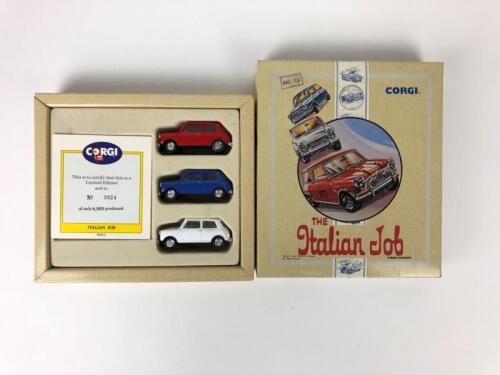 CORGI
This is to certify that this is a
Limited Edition
and is
Nº 3824
of only 6,000 produced
ITALIAN JOB
CORGI
THE
Italian Job